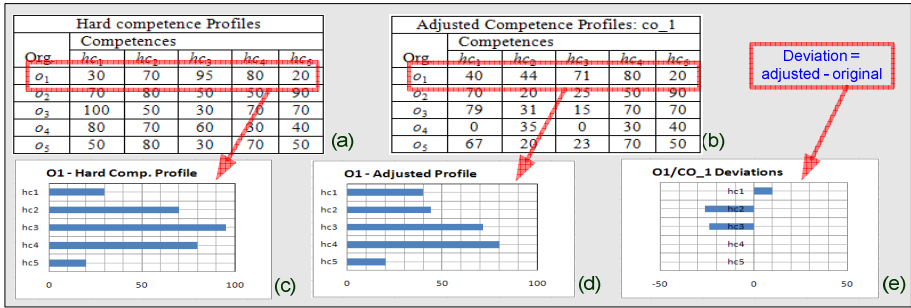 Hard competence Profiles
Competences
Org. hc1 hc2 hc3 hc4 hc5
o1 30 70 95 80 20
o2 70 80 50 50 90
o3 100 50 30 70 70
o4 80 70 60 30 40
o5 50 80 30 70 50
(a)
Adjusted Competence Profiles: co_1
Competences
Org. hc1 hc2 hc3 hc4 hc5
o1 40 44 71 80 20
o2 70 20 25 50 90
o3 79 31 15 70 70
o4 0 35 0 30 40
o5 67 20 23 70 50
(b)
Deviation =
adjusted - original
O1 - Hard Comp. Profile
hc1
hc2
hc3
hc4
hc5
0 50 100
(c)
O1 - Adjusted Profile
hc1
hc2
hc3
hc4
hc5
0 50 100
(d)
O1/CO_1 Deviations
hc1
hc2
hc3
hc4
hc5
-50 0 50
(e)